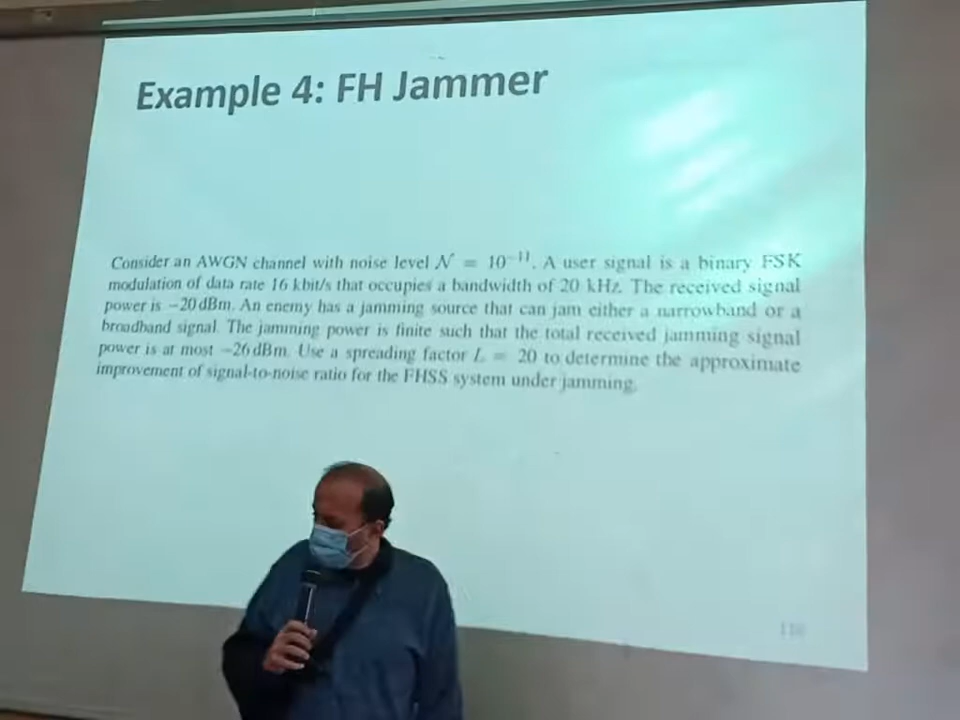 Example 4: FH Jammer
Consider an AWGN channel with noise level 𝒩 = 10⁻¹¹. A user signal is a binary FSK
modulation of data rate 16 kbit/s that occupies a bandwidth of 20 kHz. The received signal
power is −20 dBm. An enemy has a jamming source that can jam either a narrowband or a
broadband signal. The jamming power is finite such that the total received jamming signal
power is at most −26 dBm. Use a spreading factor L = 20 to determine the approximate
improvement of signal-to-noise ratio for the FHSS system under jamming.